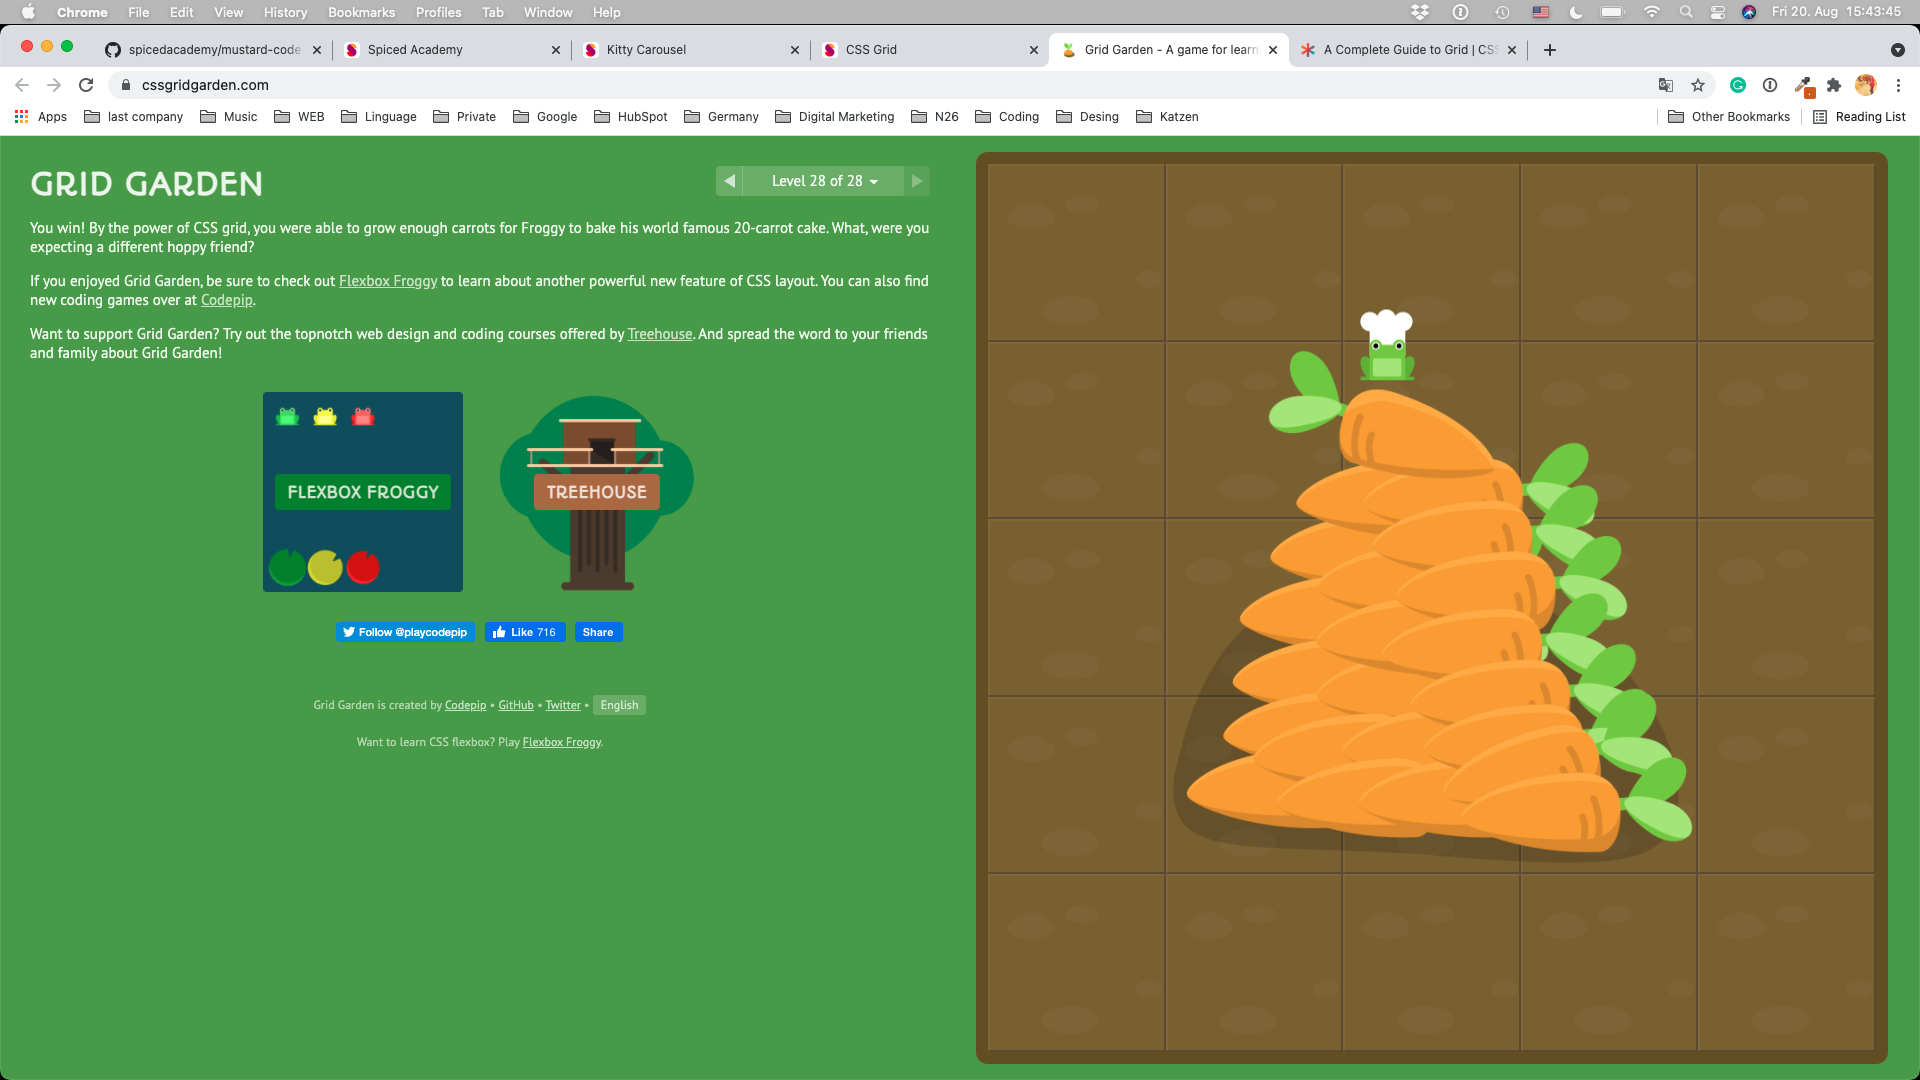 Chrome File Edit View History Bookmarks Profiles Tab Window Help Fri 20. Aug 15:43:45
spicedacademy/mustard-code Spiced Academy Kitty Carousel CSS Grid Grid Garden - A game for learn A Complete Guide to Grid | CSS
cssgridgarden.com
Apps last company Music WEB Linguage Private Google HubSpot Germany Digital Marketing N26 Coding Desing Katzen Other Bookmarks Reading List
GRID GARDEN
Level 28 of 28
You win! By the power of CSS grid, you were able to grow enough carrots for Froggy to bake his world famous 20-carrot cake. What, were you
expecting a different hoppy friend?
If you enjoyed Grid Garden, be sure to check out Flexbox Froggy to learn about another powerful new feature of CSS layout. You can also find
new coding games over at Codepip.
Want to support Grid Garden? Try out the topnotch web design and coding courses offered by Treehouse. And spread the word to your friends
and family about Grid Garden!
FLEXBOX FROGGY TREEHOUSE
Follow @playcodepip Like 716 Share
Grid Garden is created by Codepip • GitHub • Twitter • English
Want to learn CSS flexbox? Play Flexbox Froggy.